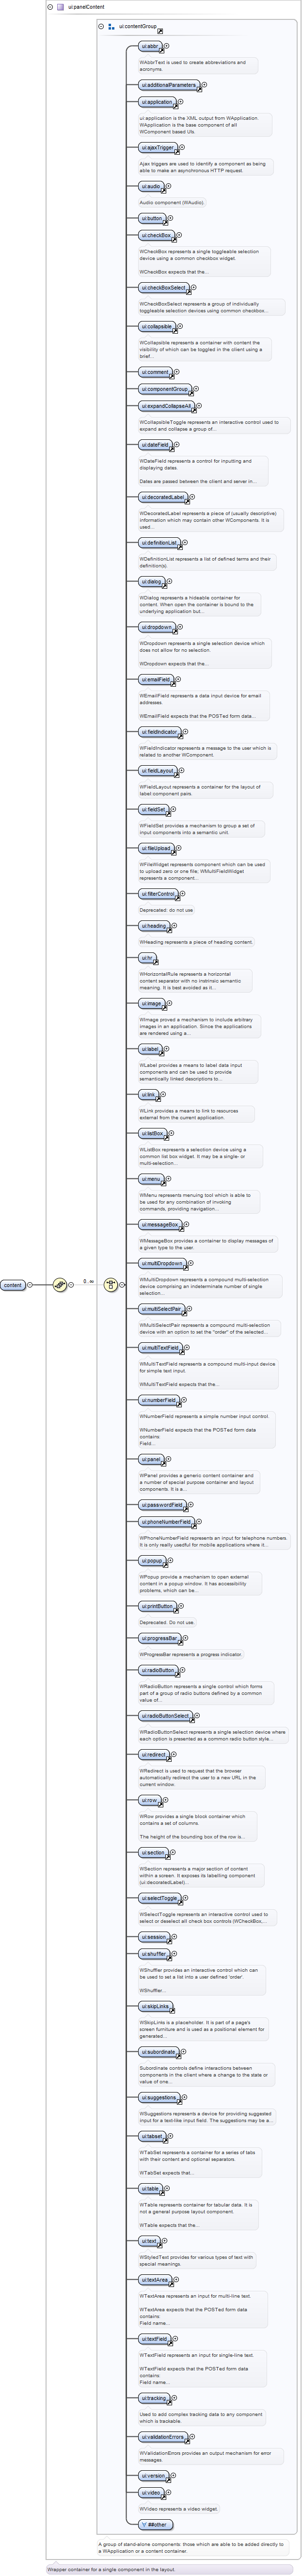 ui:panelContent
ui:contentGroup
ui:abbr
WAbbrText is used to create abbreviations and
acronyms.
ui:additionalParameters
ui:application
ui:application is the XML output from WApplication.
WApplication is the base component of all
WComponent based UIs.
ui:ajaxTrigger
Ajax triggers are used to identify a component as being
able to make an asynchronous HTTP request.
ui:audio
Audio component (WAudio).
ui:button
ui:checkBox
WCheckBox represents a single toggleable selection
device using a common checkbox widget.
WCheckBox expects that the...
ui:checkBoxSelect
WCheckBoxSelect represents a group of individually
toggleable selection devices using common checkbox...
ui:collapsible
WCollapsible represents a container with content the
visibility of which can be toggled in the client using a
brief...
ui:comment
ui:componentGroup
ui:expandCollapseAll
WCollapsibleToggle represents an interactive control used to
expand and collapse a group of...
ui:dateField
WDateField represents a control for inputting and
displaying dates.
Dates are passed between the client and server in...
ui:decoratedLabel
WDecoratedLabel represents a piece of (usually descriptive)
information which may contain other WComponents. It is
used...
ui:definitionList
WDefinitionList represents a list of defined terms and their
definition(s).
ui:dialog
WDialog represents a hideable container for
content. When open the container is bound to the
underlying application but...
ui:dropdown
WDropdown represents a single selection device which
does not allow for no selection.
WDropdown expects that the...
ui:emailField
WEmailField represents a data input device for email
addresses.
WEmailField expects that the POSTed form data...
ui:fieldIndicator
WFieldIndicator represents a message to the user which is
related to another WComponent.
ui:fieldLayout
WFieldLayout represents a container for the layout of
label:component pairs.
ui:fieldSet
WFieldSet provides a mechanism to group a set of
input components into a semantic unit.
ui:fileUpload
WFileWidget represents component which can be used
to upload zero or one file. WMultiFileWidget
represents a component...
ui:filterControl
Deprecated: do not use
ui:heading
WHeading represents a piece of heading content.
ui:hr
WHorizontalRule represents a horizontal
content separator with no instrinsic semantic
meaning. It is best avoided as it...
ui:image
WImage proved a mechanism to include arbitrary
images in an application. Since the applications
are rendered using a...
ui:label
WLabel provides a means to label data input
components and can be used to provide
semantically linked descriptions to...
ui:link
WLink provides a means to link to resources
external from the current application.
ui:listBox
WListBox represents a selection device using a
common list box widget. It may be a single- or
multi-selection...
ui:menu
WMenu represents menuing tool which is able to be
used for any combination of invoking
commands, providing navigation...
ui:messageBox
WMessageBox provides a container to display messages of
a given type to the user.
ui:multiDropdown
WMultiDropdown represents a compound multi-selection
device comprising an indeterminate number of single
selection...
ui:multiSelectPair
WMultiSelectPair represents a compound multi-selection
device with an option to set the "order" of the selected...
ui:multiTextField
WMultiTextField represents a compound multi-input device
for simple text input.
WMultiTextField expects that the...
ui:numberField
WNumberField represents a simple number input control.
WNumberField expects that the POSTed form data
contains:
Field...
content
0..∞
ui:panel
WPanel provides a generic content container and
a number of special purpose container and layout
components. It is a...
ui:passwordField
ui:phoneNumberField
WPhoneNumberField represents an input for telephone numbers.
It is only really usedful for mobile applications where it...
ui:popup
WPopup provide a mechanism to open external
content in a popup window. It has accessibility
problems, which can be...
ui:printButton
Deprecated. Do not use.
ui:progressBar
WProgressBar represents a progress indicator.
ui:radioButton
WRadioButton represents a single control which forms
part of a group of radio buttons defined by a common
value of...
ui:radioButtonSelect
WRadioButtonSelect represents a single selection device where
each option is presented as a common radio button style...
ui:redirect
WRedirect is used to request that the browser
automatically redirect the user to a new URL in the
current window.
ui:row
WRow provides a single block container which
contains a set of columns.
The height of the bounding box of the row is...
ui:section
WSection represents a major section of content
within a screen. It exposes its labelling component
(ui:decoratedLabel)...
ui:selectToggle
WSelectToggle represents an interactive control used to
select or deselect all check box controls (WCheckBox,...
ui:session
ui:shuffler
WShuffler provides an interactive control which can
be used to set a list into a user defined 'order'.
WShuffler...
ui:skipLinks
WSkipLinks is a placeholder. It is part of a page's
screen furniture and is used as a positional element for
generated...
ui:subordinate
Subordinate controls define interactions between
components in the client where a change to the state or
value of one...
ui:suggestions
WSuggestions represents a device for providing suggested
input for a text-like input field. The suggestions may be a...
ui:tabset
WTabSet represents a container for a series of tabs
with their content and optional separators.
WTabSet expects that...
ui:table
WTable represents container for tabular data. It is
not a general purpose layout component.
WTable expects that the...
ui:text
WStyledText provides for various types of text with
special meanings.
ui:textArea
WTextArea represents an input for multi-line text.
WTextArea expects that the POSTed form data
contains:
Field name...
ui:textField
WTextField represents an input for single-line text.
WTextField expects that the POSTed form data
contains:
Field name...
ui:tracking
Used to add complex tracking data to any component
which is trackable.
ui:validationErrors
WValidationErrors provides an output mechanism for error
messages.
ui:version
ui:video
WVideo represents a video widget.
##other
A group of stand-alone components: those which are able to be added directly to
a WApplication or a content container.
Wrapper container for a single component in the layout.